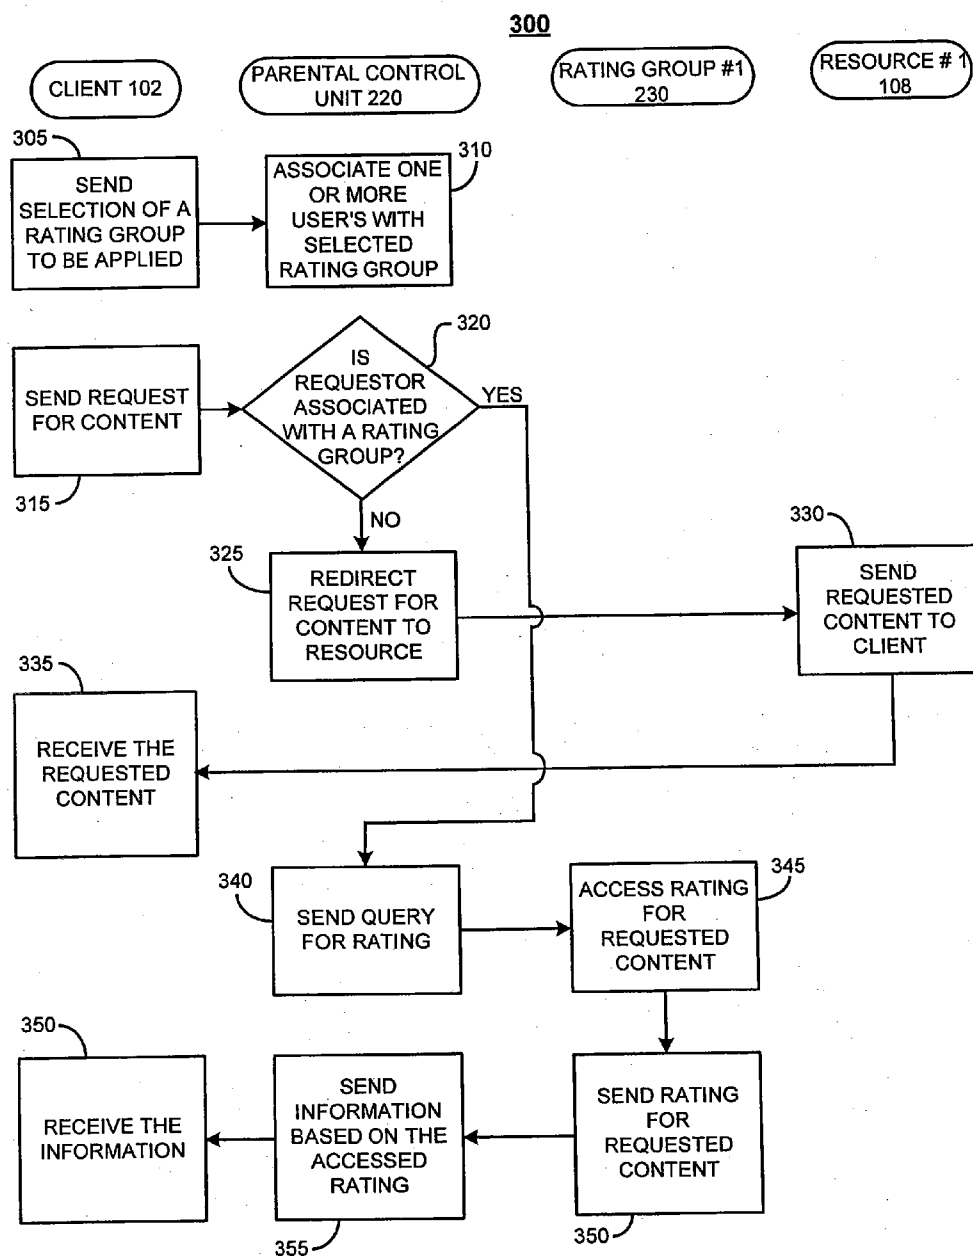 300
CLIENT 102
PARENTAL CONTROL
UNIT 220
RATING GROUP #1
230
RESOURCE # 1
108
305
SEND
SELECTION OF A
RATING GROUP
TO BE APPLIED
310
ASSOCIATE ONE
OR MORE
USER'S WITH
SELECTED
RATING GROUP
315
SEND REQUEST
FOR CONTENT
320
IS
REQUESTOR
ASSOCIATED
WITH A RATING
GROUP?
YES
NO
325
REDIRECT
REQUEST FOR
CONTENT TO
RESOURCE
330
SEND
REQUESTED
CONTENT TO
CLIENT
335
RECEIVE THE
REQUESTED
CONTENT
340
SEND QUERY
FOR RATING
345
ACCESS RATING
FOR
REQUESTED
CONTENT
350
RECEIVE THE
INFORMATION
SEND
INFORMATION
BASED ON THE
ACCESSED
RATING
355
SEND RATING
FOR
REQUESTED
CONTENT
350